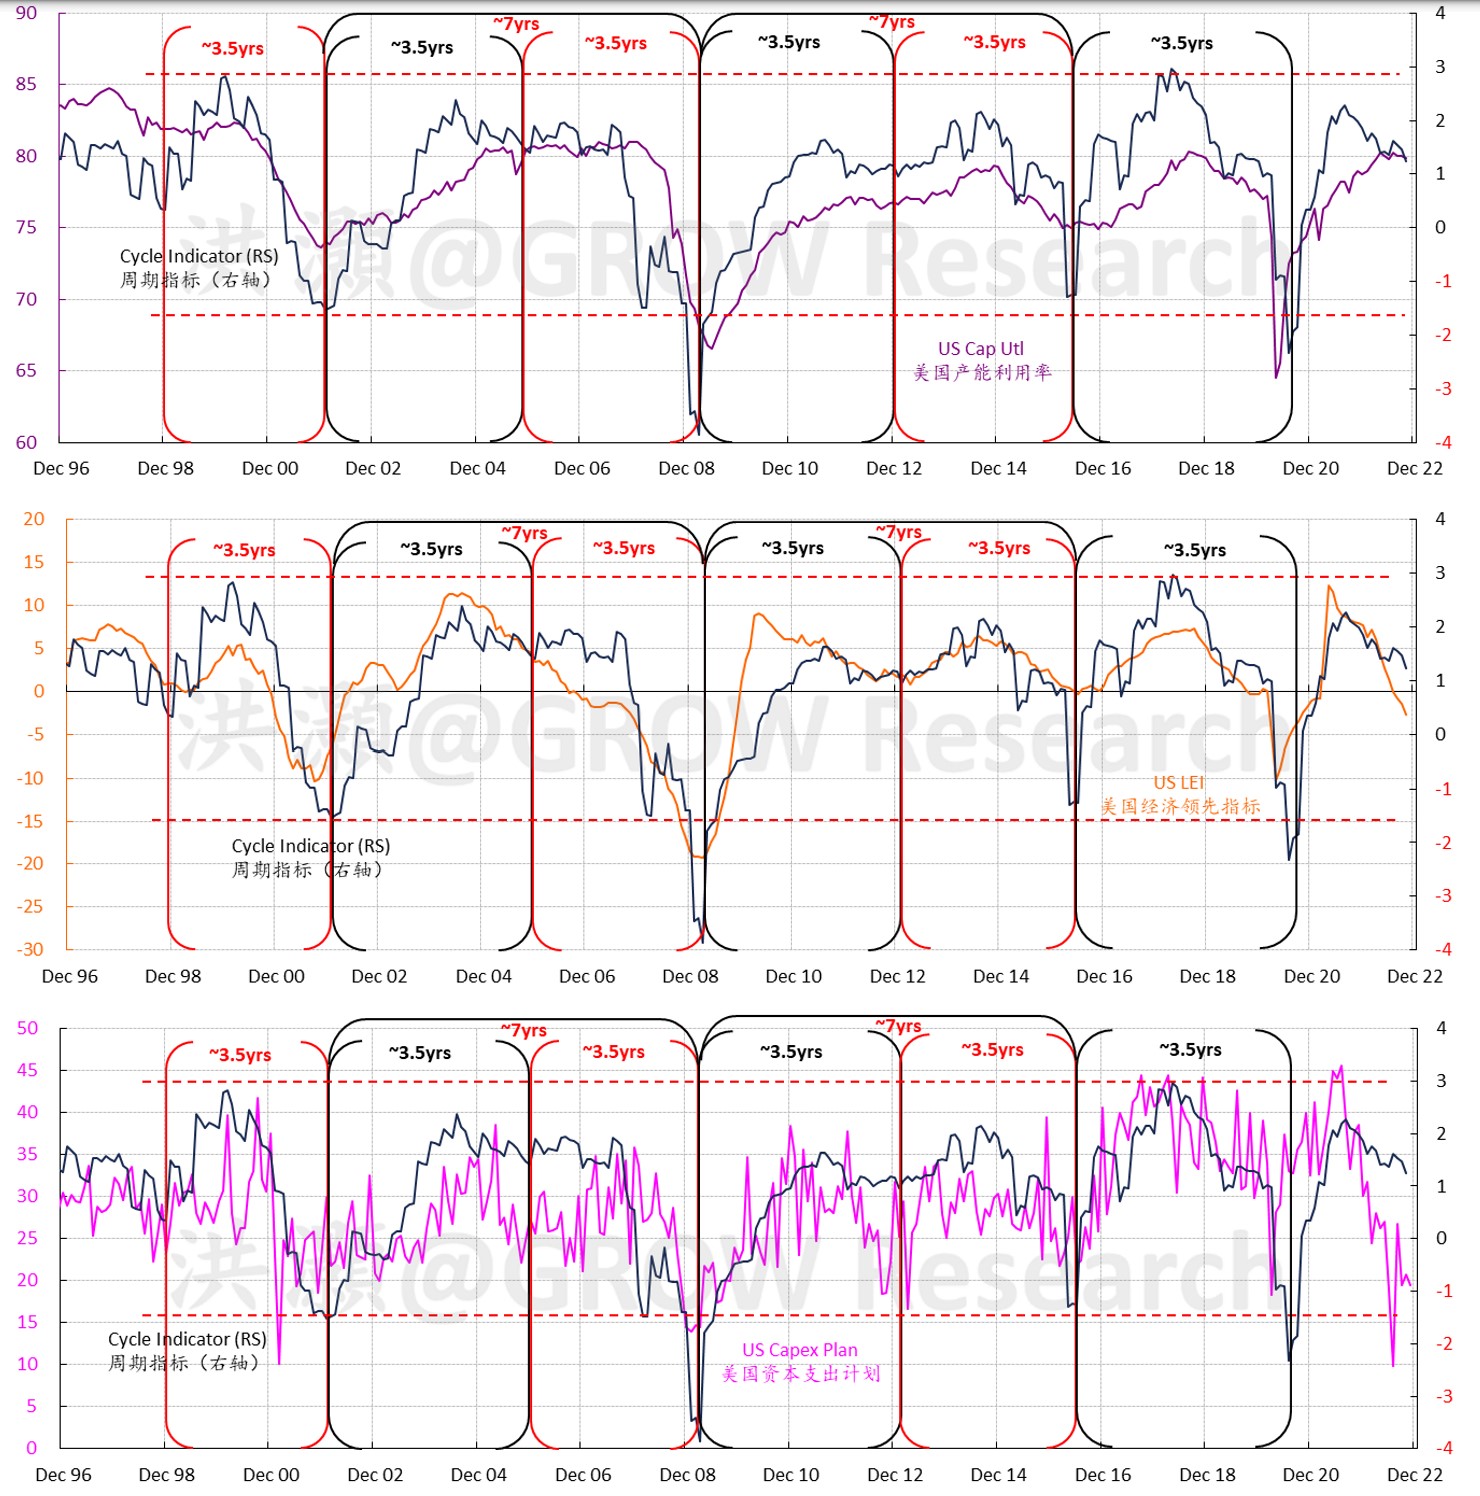 ~7yrs ~7yrs
~3.5yrs ~3.5yrs ~3.5yrs ~3.5yrs ~3.5yrs ~3.5yrs
90 85 80 75 70 65 60
4 3 2 1 0 -1 -2 -3 -4
洪灝@GROW Research
Cycle Indicator (RS)
周期指标（右轴）
US Cap Utl
美国产能利用率
Dec 96 Dec 98 Dec 00 Dec 02 Dec 04 Dec 06 Dec 08 Dec 10 Dec 12 Dec 14 Dec 16 Dec 18 Dec 20 Dec 22
~7yrs ~7yrs
~3.5yrs ~3.5yrs ~3.5yrs ~3.5yrs ~3.5yrs ~3.5yrs
20 15 10 5 0 -5 -10 -15 -20 -25 -30
4 3 2 1 0 -1 -2 -3 -4
洪灝@GROW Research
US LEI
美国经济领先指标
Cycle Indicator (RS)
周期指标（右轴）
Dec 96 Dec 98 Dec 00 Dec 02 Dec 04 Dec 06 Dec 08 Dec 10 Dec 12 Dec 14 Dec 16 Dec 18 Dec 20 Dec 22
~7yrs ~7yrs
~3.5yrs ~3.5yrs ~3.5yrs ~3.5yrs ~3.5yrs ~3.5yrs
50 45 40 35 30 25 20 15 10 5 0
4 3 2 1 0 -1 -2 -3 -4
洪灝@GROW Research
Cycle Indicator (RS)
周期指标（右轴）
US Capex Plan
美国资本支出计划
Dec 96 Dec 98 Dec 00 Dec 02 Dec 04 Dec 06 Dec 08 Dec 10 Dec 12 Dec 14 Dec 16 Dec 18 Dec 20 Dec 22